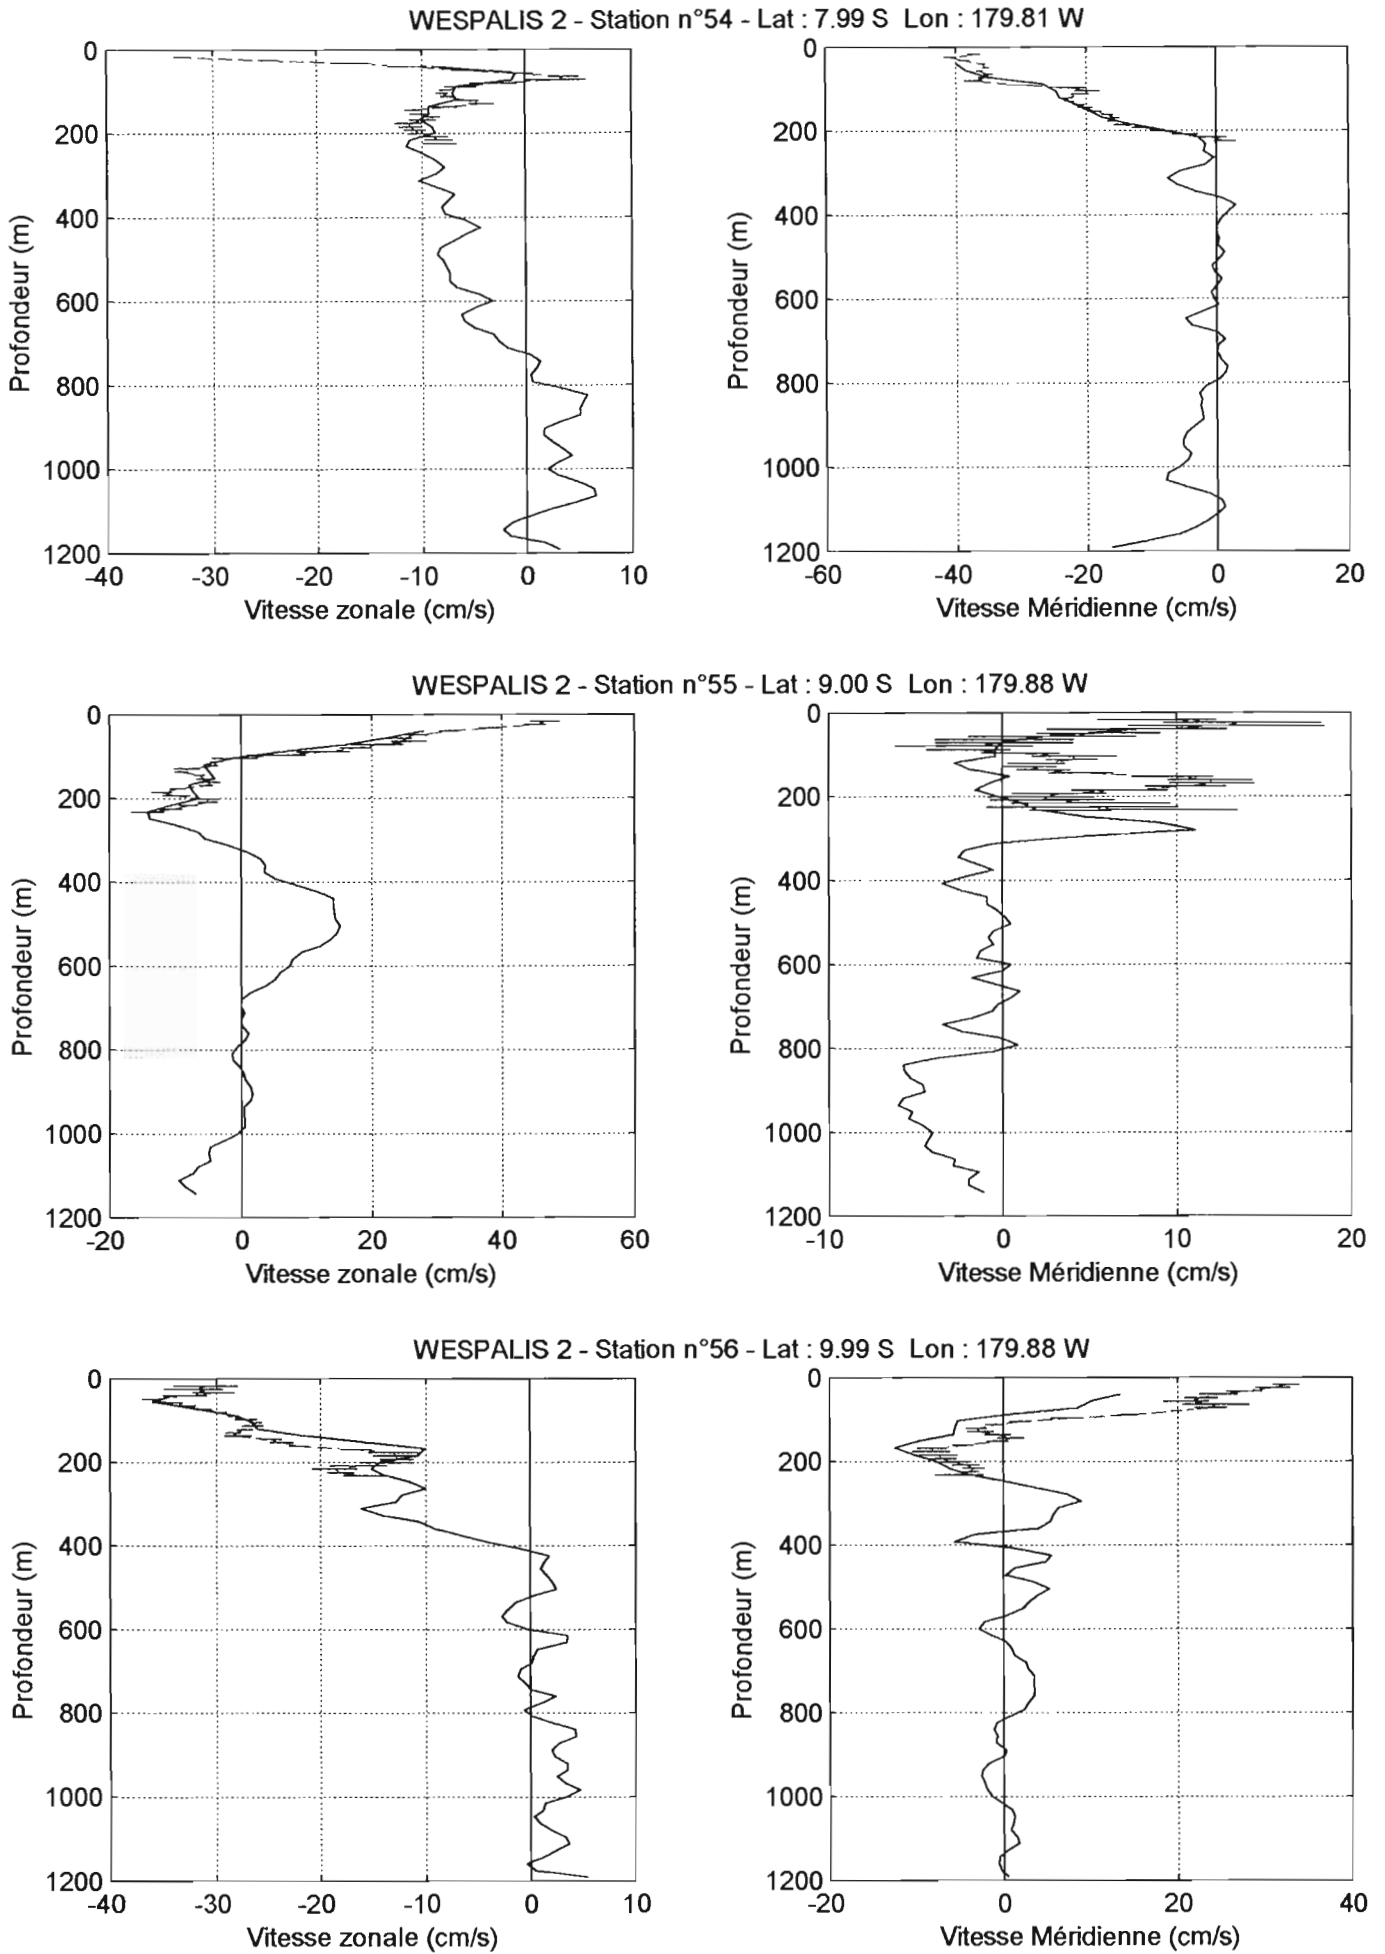 WESPALIS 2 - Station n°54 - Lat : 7.99 S Lon : 179.81 W
0
200
400
600
800
1000
1200
Profondeur (m)
-40 -30 -20 -10 0 10
Vitesse zonale (cm/s)
0
200
400
600
800
1000
1200
Profondeur (m)
-60 -40 -20 0 20
Vitesse Méridienne (cm/s)
WESPALIS 2 - Station n°55 - Lat : 9.00 S Lon : 179.88 W
0
200
400
600
800
1000
1200
Profondeur (m)
-20 0 20 40 60
Vitesse zonale (cm/s)
0
200
400
600
800
1000
1200
Profondeur (m)
-10 0 10 20
Vitesse Méridienne (cm/s)
WESPALIS 2 - Station n°56 - Lat : 9.99 S Lon : 179.88 W
0
200
400
600
800
1000
1200
Profondeur (m)
-40 -30 -20 -10 0 10
Vitesse zonale (cm/s)
0
200
400
600
800
1000
1200
Profondeur (m)
-20 0 20 40
Vitesse Méridienne (cm/s)